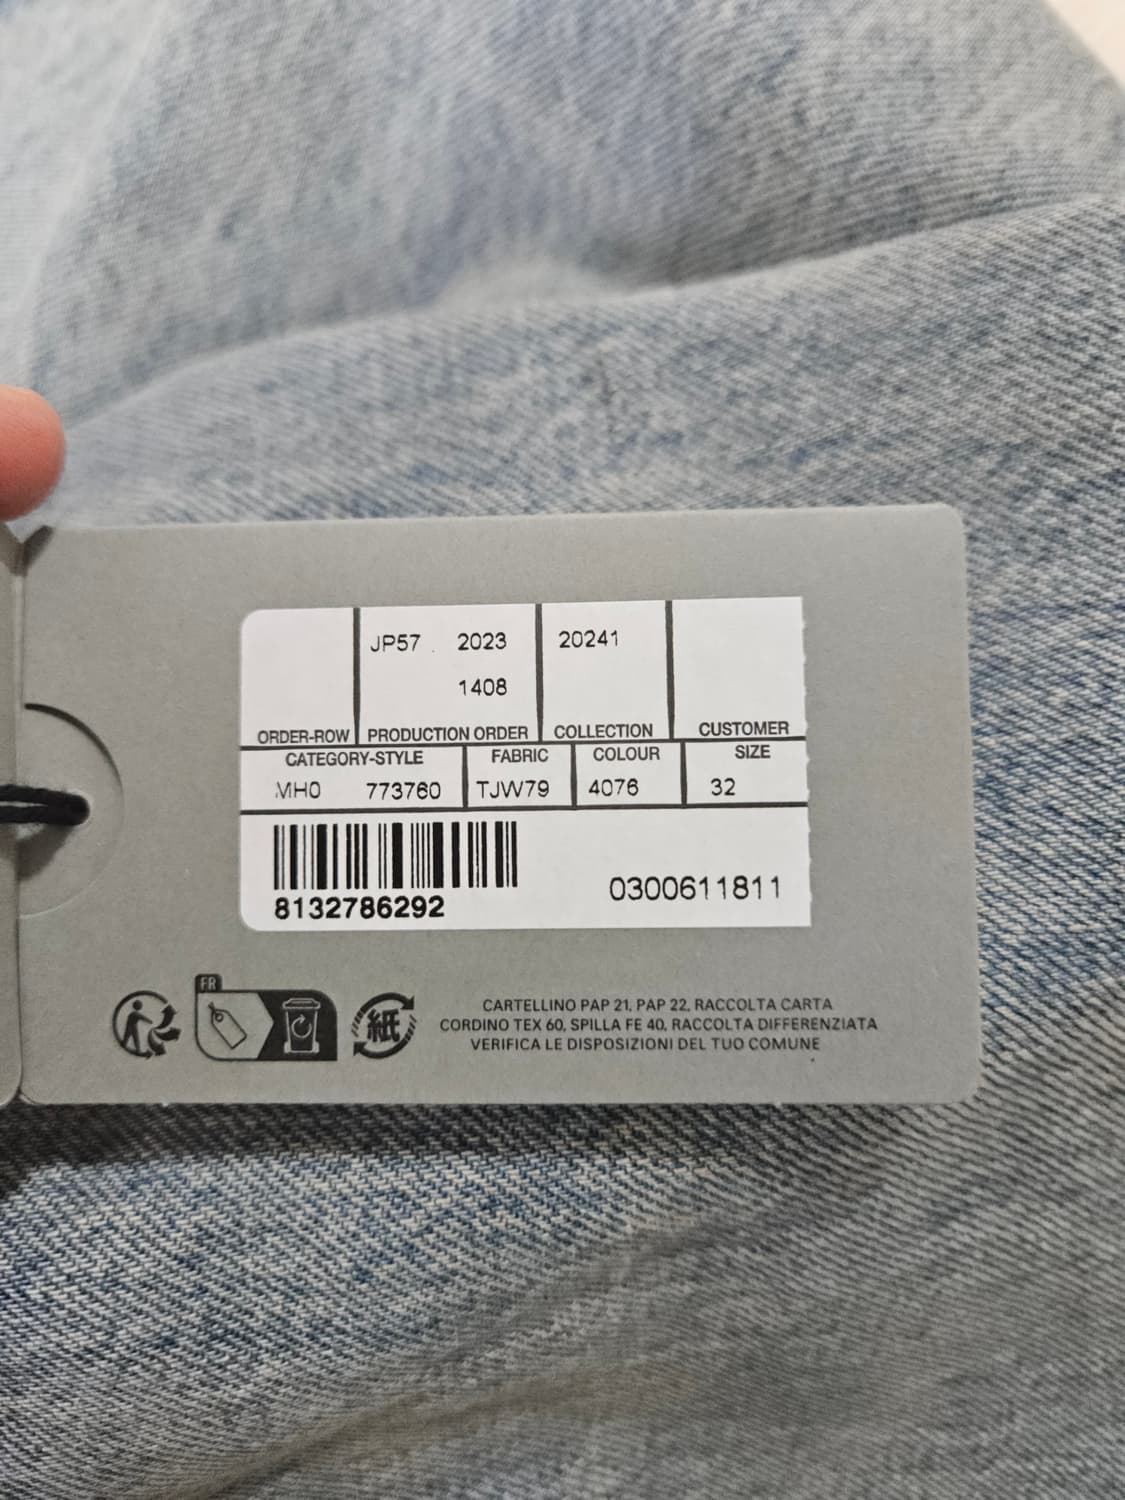 JP57 2023 20241
1408
ORDER-ROW PRODUCTION ORDER COLLECTION CUSTOMER
CATEGORY-STYLE FABRIC COLOUR SIZE
MH0 773760 TJW79 4076 32
8132786292 0300611811
FR
紙
CARTELLINO PAP 21, PAP 22, RACCOLTA CARTA
CORDINO TEX 60, SPILLA FE 40, RACCOLTA DIFFERENZIATA
VERIFICA LE DISPOSIZIONI DEL TUO COMUNE